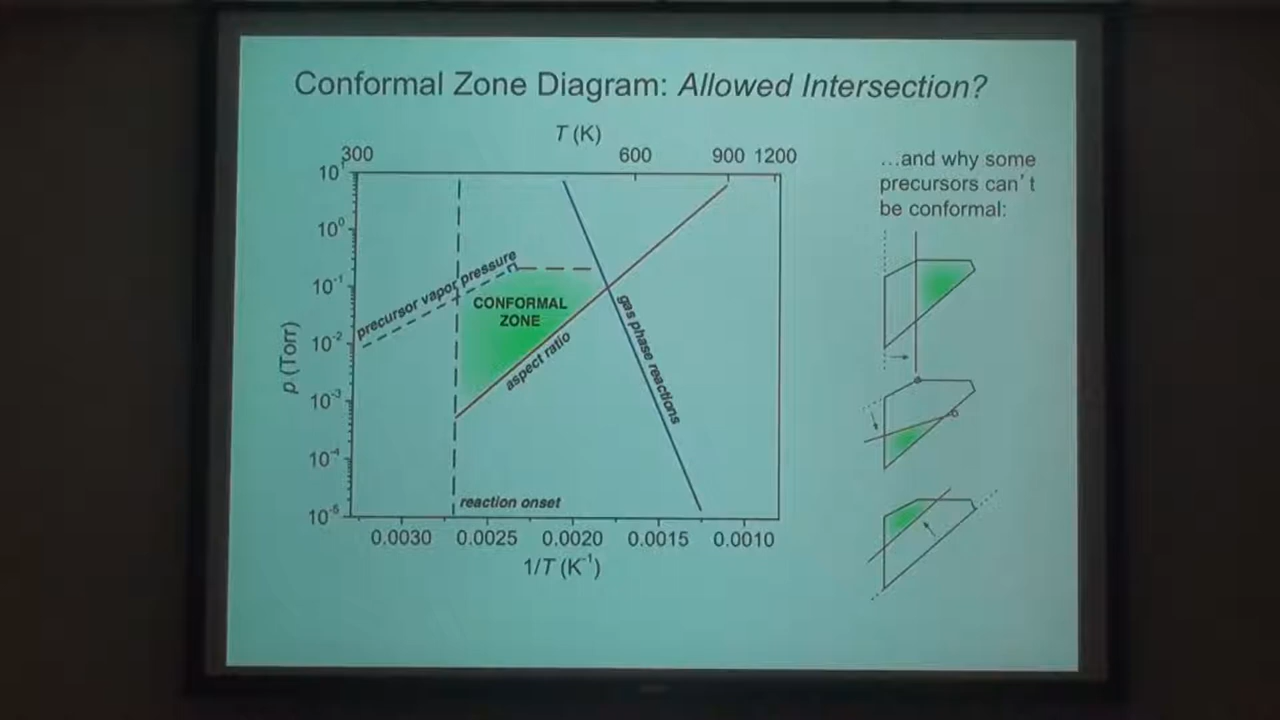 Conformal Zone Diagram: Allowed Intersection?
T (K)
300 600 900 1200
10¹
10⁰
10⁻¹
10⁻²
10⁻³
10⁻⁴
10⁻⁵
p (Torr)
precursor vapor pressure
CONFORMAL
ZONE
aspect ratio
gas phase reactions
reaction onset
0.0030 0.0025 0.0020 0.0015 0.0010
1/T (K⁻¹)
...and why some
precursors can't
be conformal: